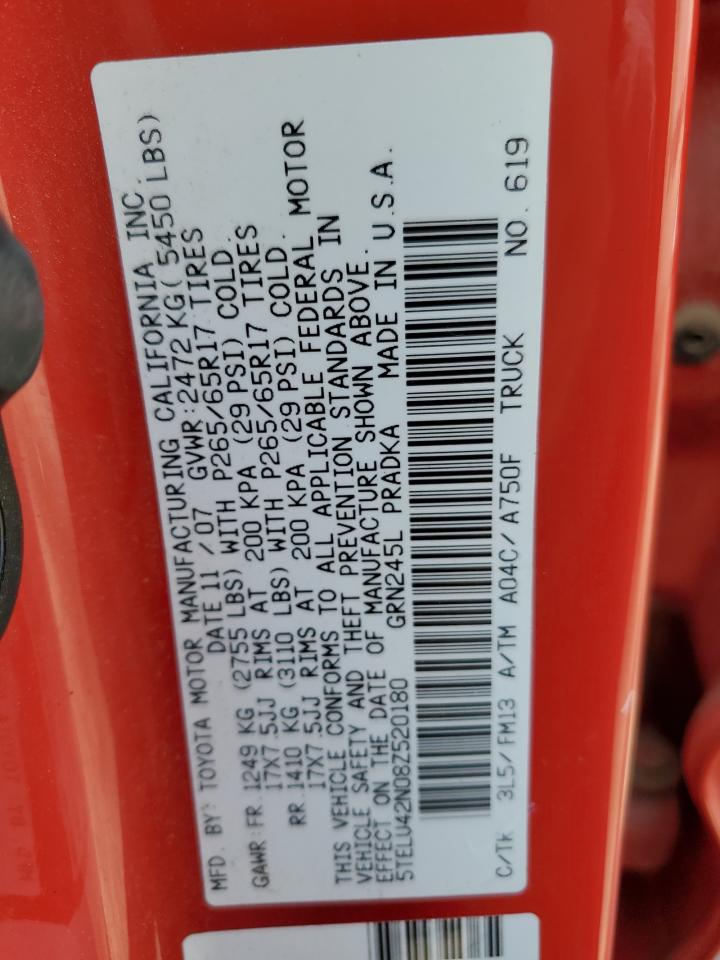 MFD. BY: TOYOTA MOTOR MANUFACTURING CALIFORNIA INC.
DATE 11 / 07 GVWR:2472KG( 5450 LBS)
GAWR:FR.1249 KG (2755 LBS) WITH P265/65R17 TIRES
17X7.5JJ RIMS AT 200 KPA (29 PSI) COLD.
RR.1410 KG (3110 LBS) WITH P265/65R17 TIRES
17X7.5JJ RIMS AT 200 KPA (29 PSI) COLD.
THIS VEHICLE CONFORMS TO ALL APPLICABLE FEDERAL MOTOR
VEHICLE SAFETY AND THEFT PREVENTION STANDARDS IN
EFFECT ON THE DATE OF MANUFACTURE SHOWN ABOVE.
5TELU42N08Z520180 GRN245L PRADKA MADE IN U.S.A.
C/TR 3L5/FM13 A/TM A04C/A750F TRUCK NO. 619